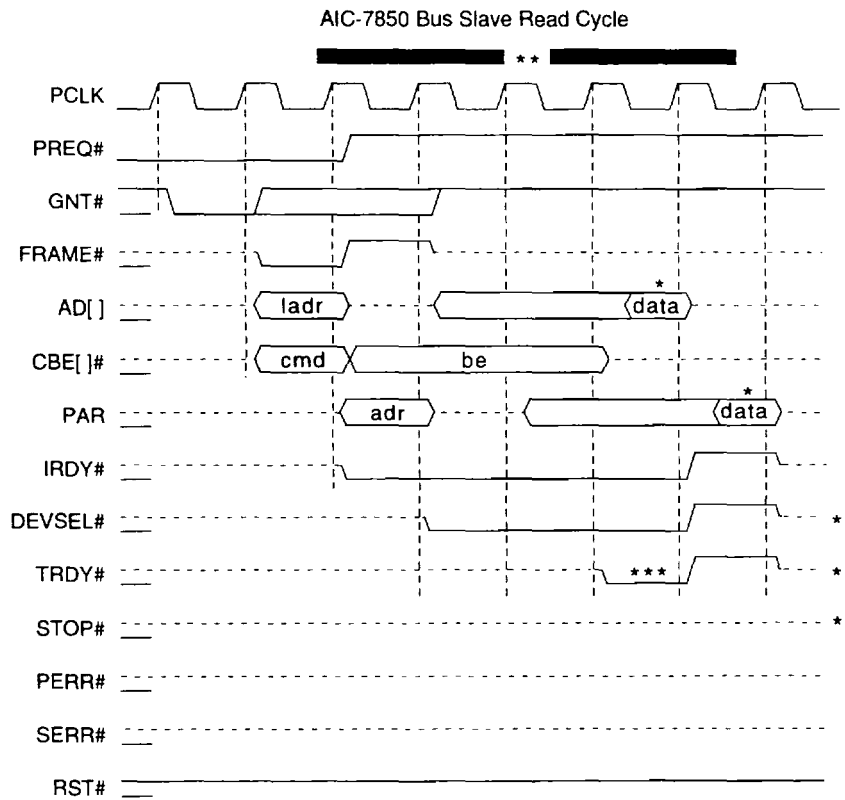 AIC-7850 Bus Slave Read Cycle
**
PCLK
PREQ#
GNT#
FRAME#
AD[ ] ladr data *
CBE[ ]# cmd be
PAR adr data *
IRDY#
DEVSEL# *
TRDY# *** *
STOP# *
PERR#
SERR#
RST#